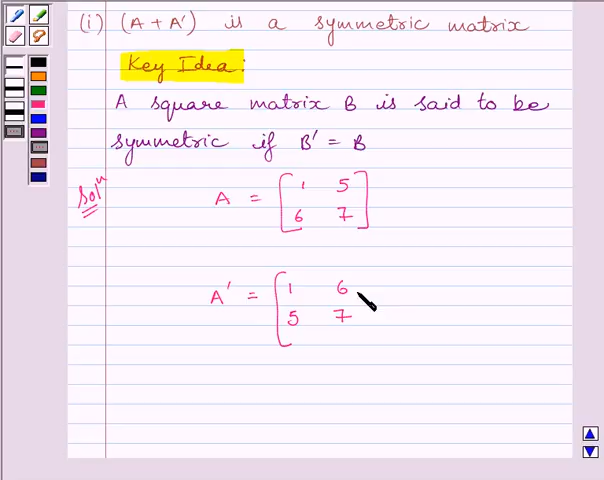 (i) (A + A') is a symmetric matrix
Key Idea:
A square matrix B is said to be
symmetric if B' = B
Solⁿ
A = [ 1 5
6 7 ]
A' = [ 1 6
5 7